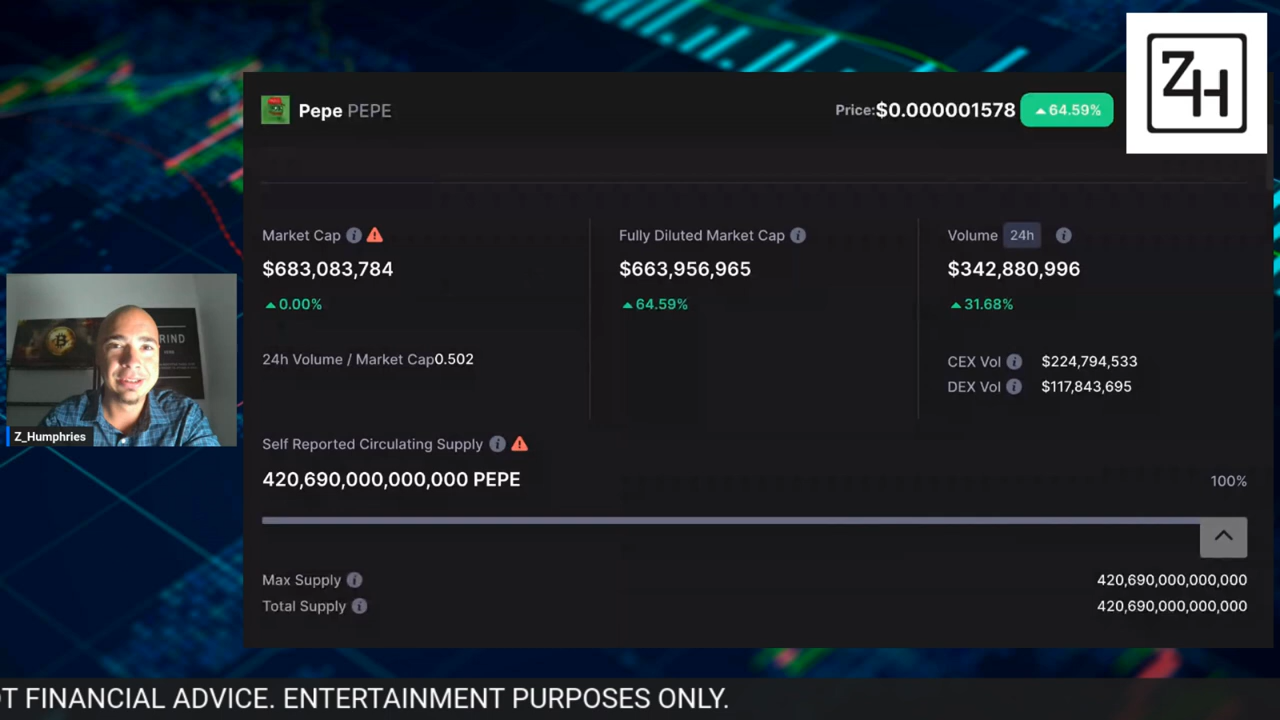 ZH
Pepe PEPE
Price:$0.000001578 64.59%
Market Cap
$683,083,784
0.00%
24h Volume / Market Cap0.502
Fully Diluted Market Cap
$663,956,965
64.59%
Volume 24h
$342,880,996
31.68%
CEX Vol $224,794,533
DEX Vol $117,843,695
Self Reported Circulating Supply
420,690,000,000,000 PEPE
100%
Max Supply 420,690,000,000,000
Total Supply 420,690,000,000,000
RIND
Z_Humphries
T FINANCIAL ADVICE. ENTERTAINMENT PURPOSES ONLY.